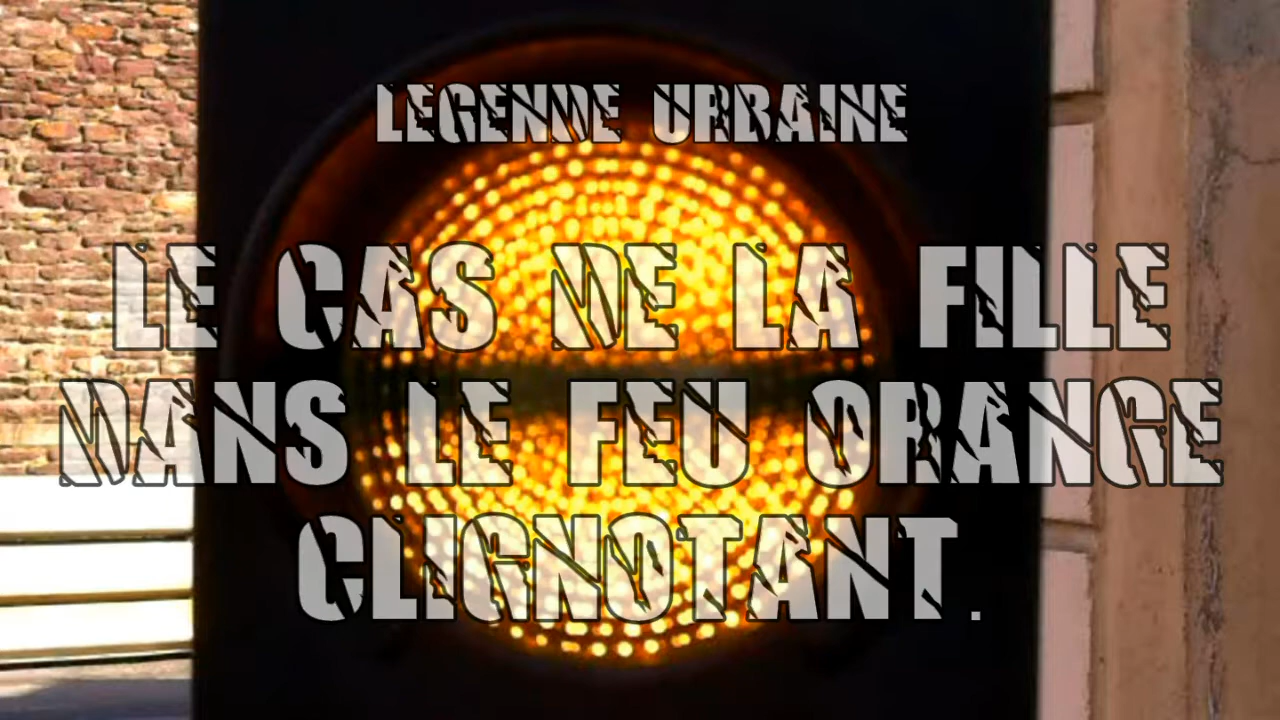 LEGENDE URBAINE
LE CAS DE LA FILLE
DANS LE FEU ORANGE
CLIGNOTANT.